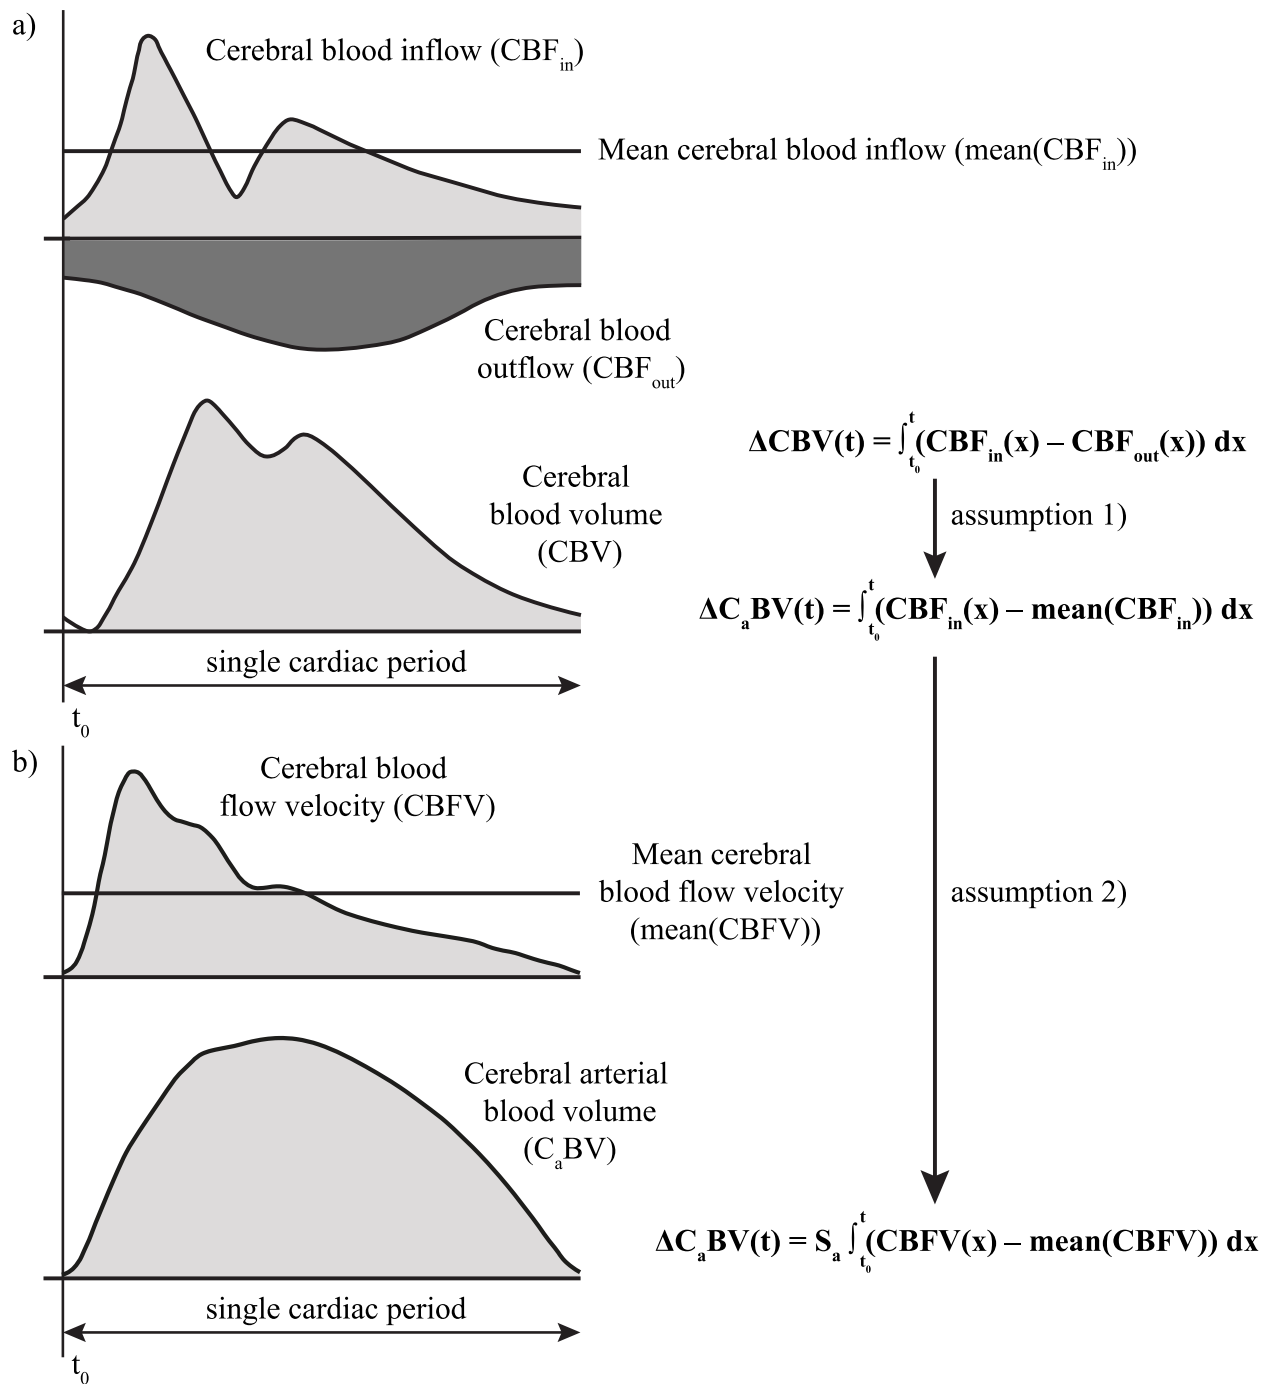 a)
Cerebral blood inflow (CBFin)
Mean cerebral blood inflow (mean(CBFin))
Cerebral blood
outflow (CBFout)
Cerebral
blood volume
(CBV)
single cardiac period
t0
ΔCBV(t) = ∫t0t(CBFin(x) – CBFout(x)) dx
assumption 1)
ΔCaBV(t) = ∫t0t(CBFin(x) – mean(CBFin)) dx
b)
Cerebral blood
flow velocity (CBFV)
Mean cerebral
blood flow velocity
(mean(CBFV))
assumption 2)
Cerebral arterial
blood volume
(CaBV)
ΔCaBV(t) = Sa ∫t0t(CBFV(x) – mean(CBFV)) dx
single cardiac period
t0